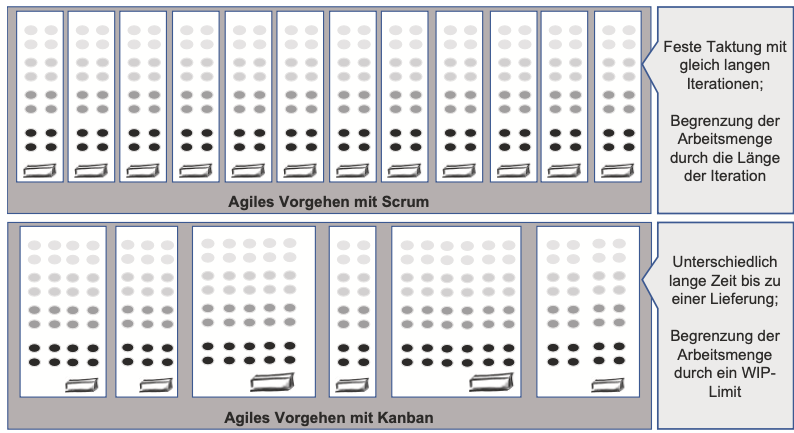 Feste Taktung mit
gleich langen
Iterationen;
Begrenzung der
Arbeitsmenge
durch die Länge
der Iteration
Agiles Vorgehen mit Scrum
Unterschiedlich
lange Zeit bis zu
einer Lieferung;
Begrenzung der
Arbeitsmenge
durch ein WIP-
Limit
Agiles Vorgehen mit Kanban